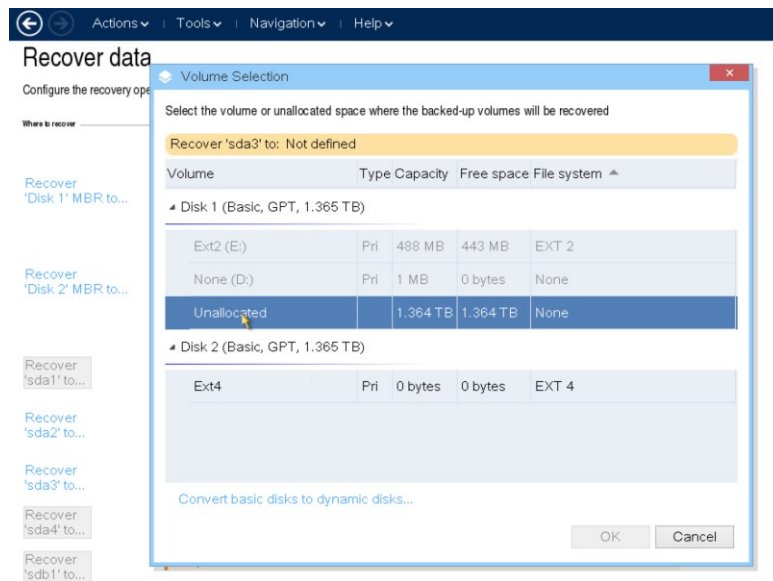 Actions Tools Navigation Help
Recover data
Configure the recovery ope
Where to recover
Recover
'Disk 1' MBR to...
Recover
'Disk 2' MBR to...
Recover
'sda1' to...
Recover
'sda2' to...
Recover
'sda3' to...
Recover
'sda4' to...
Recover
'sdb1' to...
Volume Selection
Select the volume or unallocated space where the backed-up volumes will be recovered
Recover 'sda3' to: Not defined
Volume Type Capacity Free space File system
Disk 1 (Basic, GPT, 1.365 TB)
Ext2 (E:) Pri 488 MB 443 MB EXT 2
None (D:) Pri 1 MB 0 bytes None
Unallocated 1.364 TB 1.364 TB None
Disk 2 (Basic, GPT, 1.365 TB)
Ext4 Pri 0 bytes 0 bytes EXT 4
Convert basic disks to dynamic disks...
OK Cancel